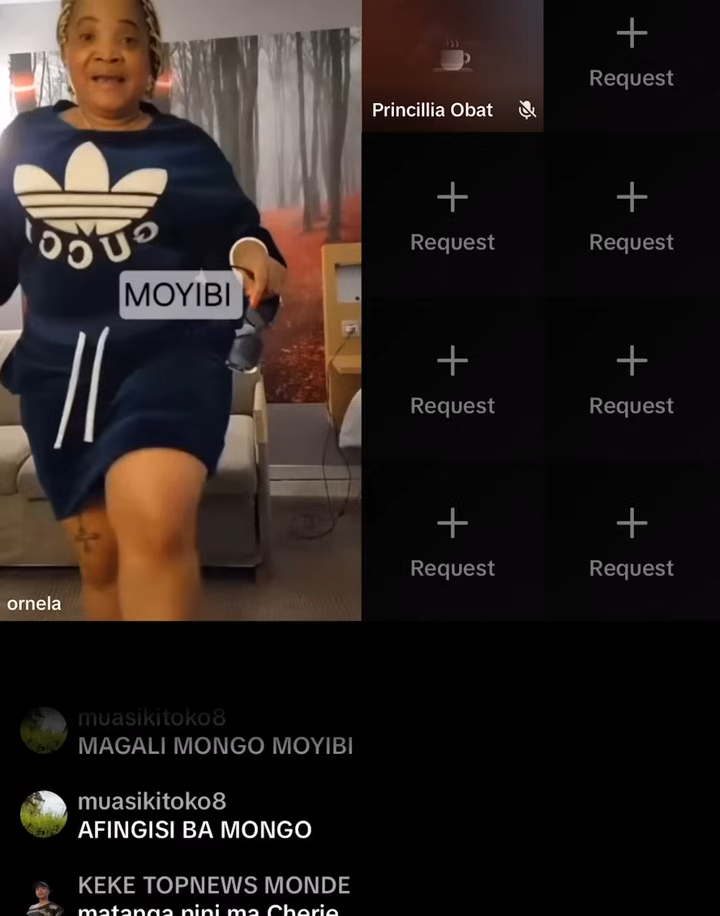 Request
Princillia Obat
GUCCI
MOYIBI
Request
Request
Request
Request
Request
Request
ornela
muasikitoko8
MAGALI MONGO MOYIBI
muasikitoko8
AFINGISI BA MONGO
KEKE TOPNEWS MONDE
matanga nini ma Cherie